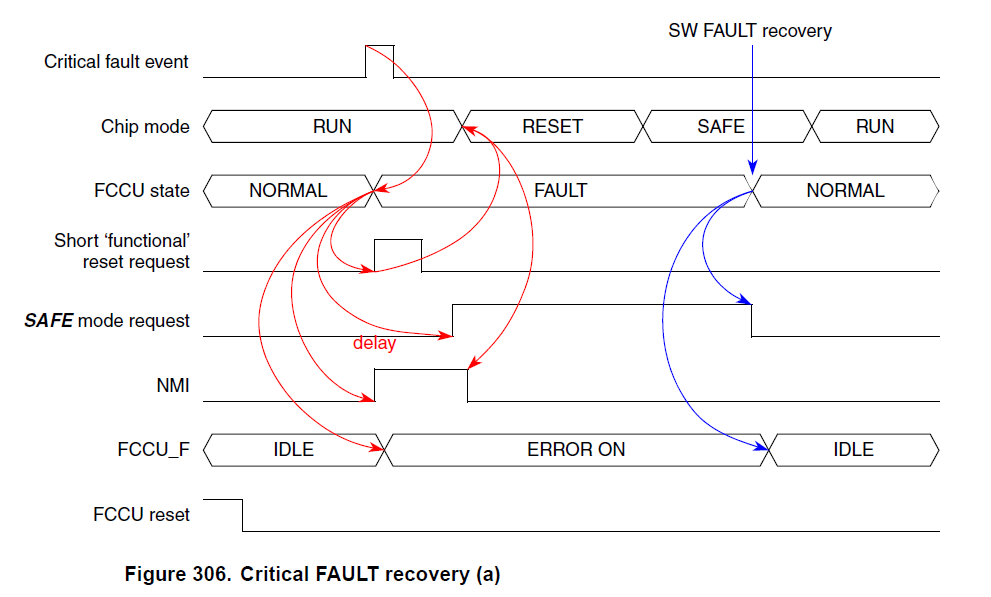 SW FAULT recovery
Critical fault event
Chip mode RUN RESET SAFE RUN
FCCU state NORMAL FAULT NORMAL
Short ‘functional’
reset request
SAFE mode request
delay
NMI
FCCU_F IDLE ERROR ON IDLE
FCCU reset
Figure 306. Critical FAULT recovery (a)